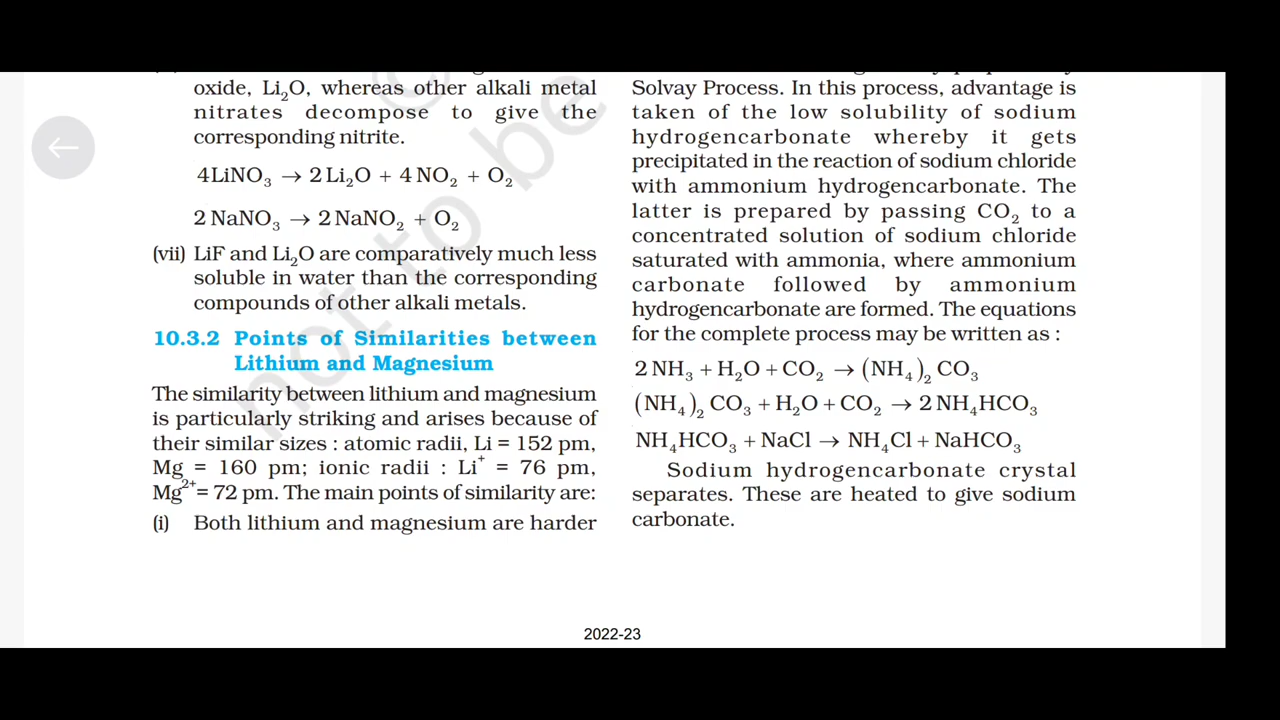 oxide, Li₂O, whereas other alkali metal
nitrates decompose to give the
corresponding nitrite.
4LiNO₃ → 2 Li₂O + 4 NO₂ + O₂
2 NaNO₃ → 2 NaNO₂ + O₂
(vii) LiF and Li₂O are comparatively much less
soluble in water than the corresponding
compounds of other alkali metals.
10.3.2 Points of Similarities between
Lithium and Magnesium
The similarity between lithium and magnesium
is particularly striking and arises because of
their similar sizes : atomic radii, Li = 152 pm,
Mg = 160 pm; ionic radii : Li⁺ = 76 pm,
Mg²⁺= 72 pm. The main points of similarity are:
(i) Both lithium and magnesium are harder
Solvay Process. In this process, advantage is
taken of the low solubility of sodium
hydrogencarbonate whereby it gets
precipitated in the reaction of sodium chloride
with ammonium hydrogencarbonate. The
latter is prepared by passing CO₂ to a
concentrated solution of sodium chloride
saturated with ammonia, where ammonium
carbonate followed by ammonium
hydrogencarbonate are formed. The equations
for the complete process may be written as :
2 NH₃ + H₂O + CO₂ → (NH₄)₂ CO₃
(NH₄)₂ CO₃ + H₂O + CO₂ → 2 NH₄HCO₃
NH₄HCO₃ + NaCl → NH₄Cl + NaHCO₃
Sodium hydrogencarbonate crystal
separates. These are heated to give sodium
carbonate.
not to be
©
2022-23